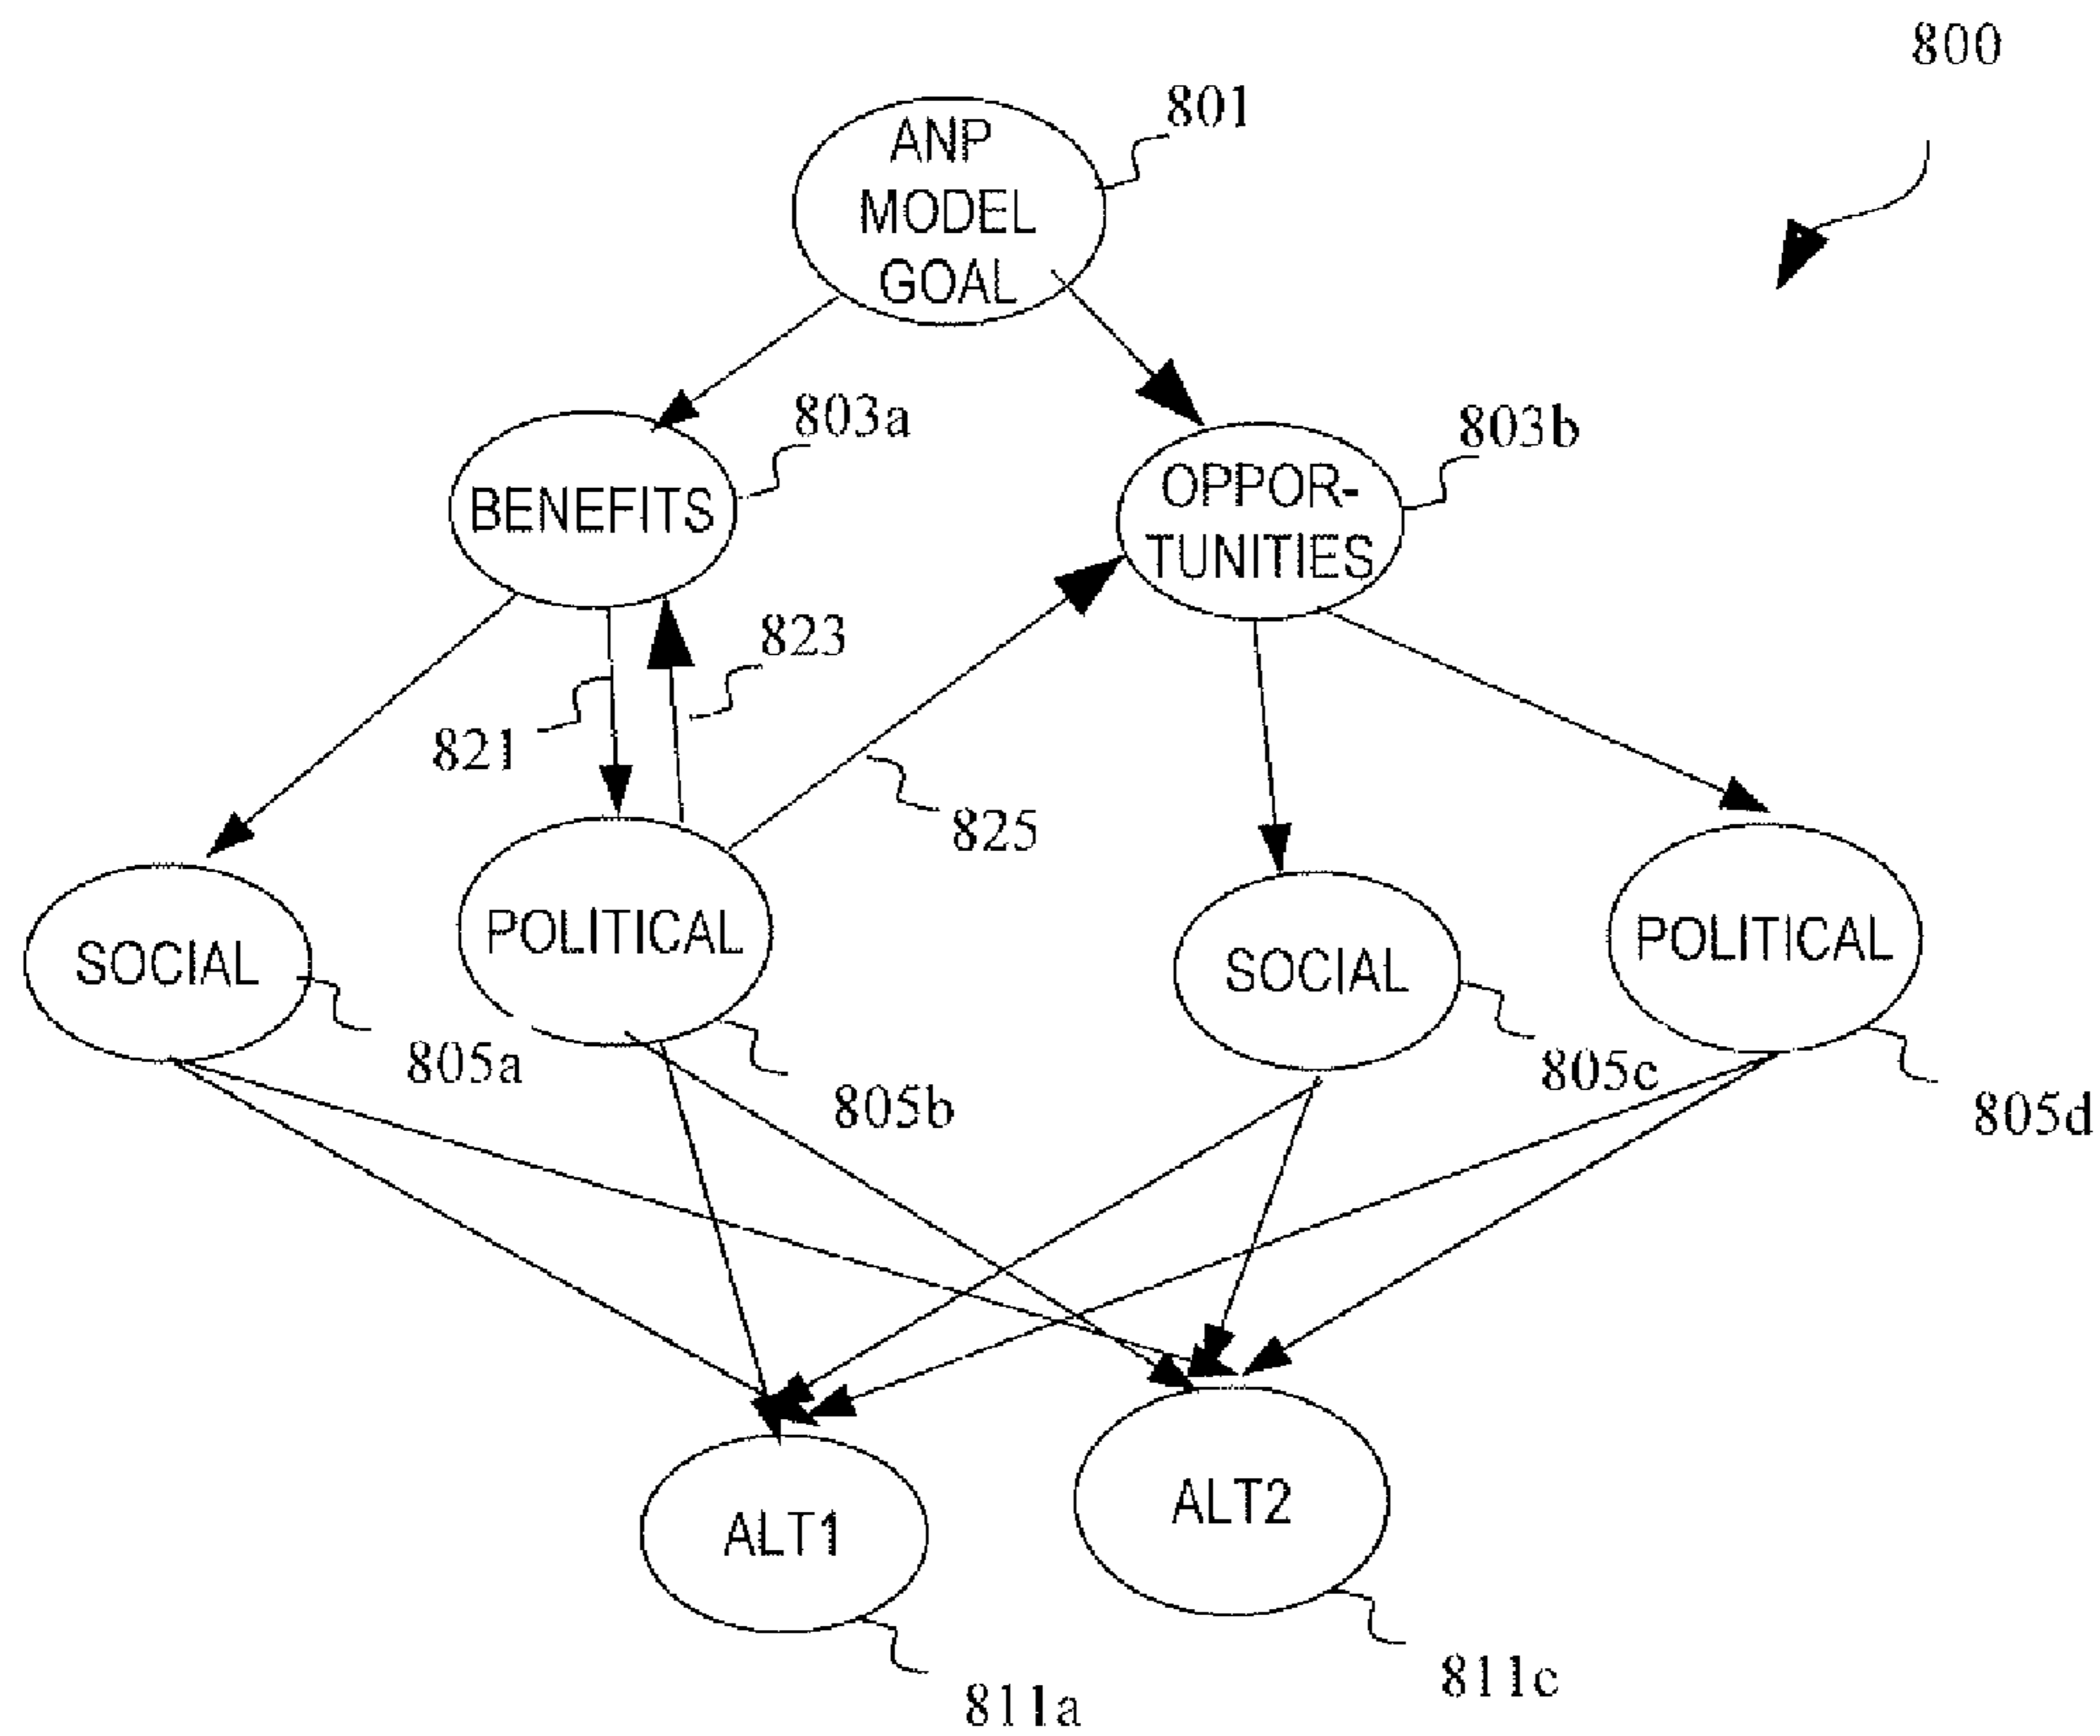 800
801
ANP
MODEL
GOAL
803a
803b
BENEFITS
OPPOR-
TUNITIES
823
821
825
SOCIAL
POLITICAL
SOCIAL
POLITICAL
805a
805b
805c
805d
ALT1
ALT2
811a
811c